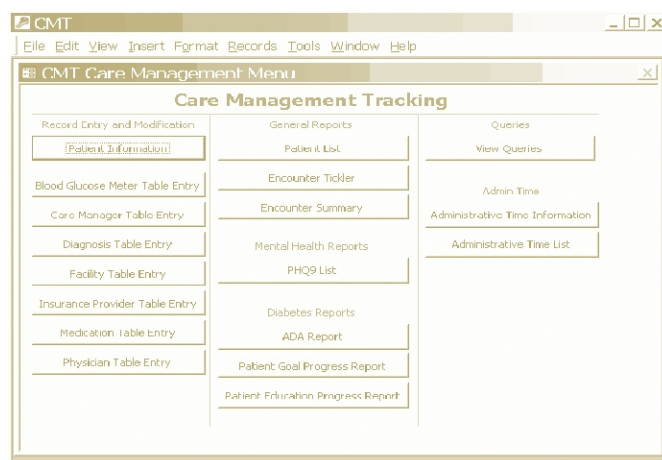 CMT
File Edit View Insert Format Records Tools Window Help
CMT Care Management Menu
Care Management Tracking
Record Entry and Modification
Patient Information
Blood Glucose Meter Table Entry
Care Manager Table Entry
Diagnosis Table Entry
Facility Table Entry
Insurance Provider Table Entry
Medication Table Entry
Physician Table Entry
General Reports
Patient List
Encounter Tickler
Encounter Summary
Mental Health Reports
PHQ9 List
Diabetes Reports
ADA Report
Patient Goal Progress Report
Patient Education Progress Report
Queries
View Queries
Admin Time
Administrative Time Information
Administrative Time List